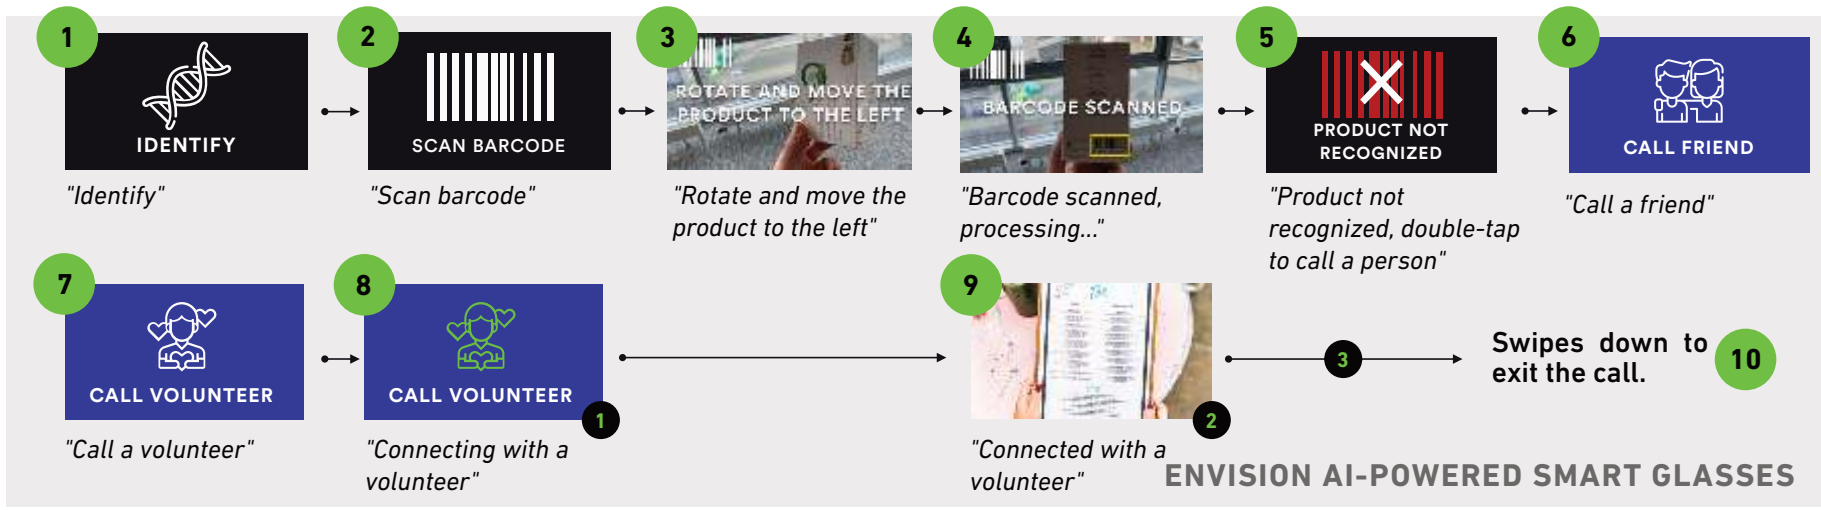 1
IDENTIFY
"Identify"
2
SCAN BARCODE
"Scan barcode"
3
ROTATE AND MOVE THE
PRODUCT TO THE LEFT
"Rotate and move the
product to the left"
4
BARCODE SCANNED
"Barcode scanned,
processing..."
5
PRODUCT NOT
RECOGNIZED
"Product not
recognized, double-tap
to call a person"
6
CALL FRIEND
"Call a friend"
7
CALL VOLUNTEER
"Call a volunteer"
8
CALL VOLUNTEER
1
"Connecting with a
volunteer"
9
2
"Connected with a
volunteer"
3
Swipes down to
exit the call.
10
ENVISION AI-POWERED SMART GLASSES